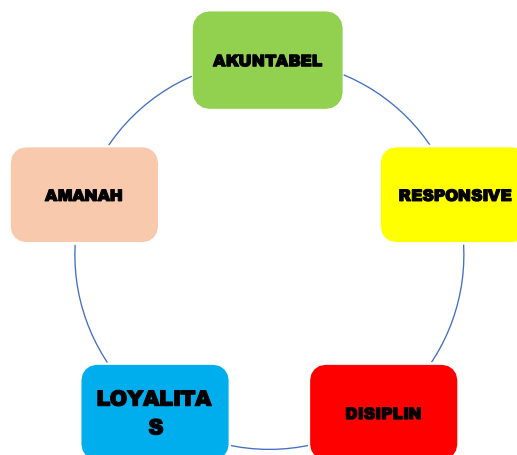 AKUNTABEL
AMANAH
RESPONSIVE
LOYALITA
S
DISIPLIN